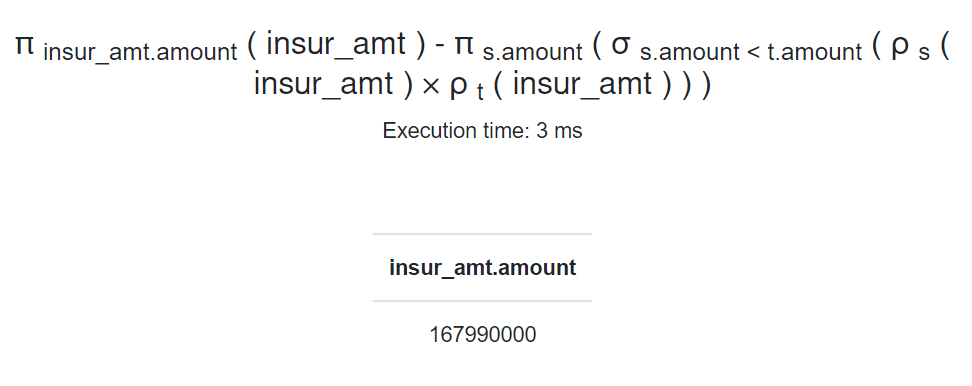 π insur_amt.amount ( insur_amt ) - π s.amount ( σ s.amount < t.amount ( ρ s (
insur_amt ) × ρ t ( insur_amt ) ) )
Execution time: 3 ms
insur_amt.amount
167990000